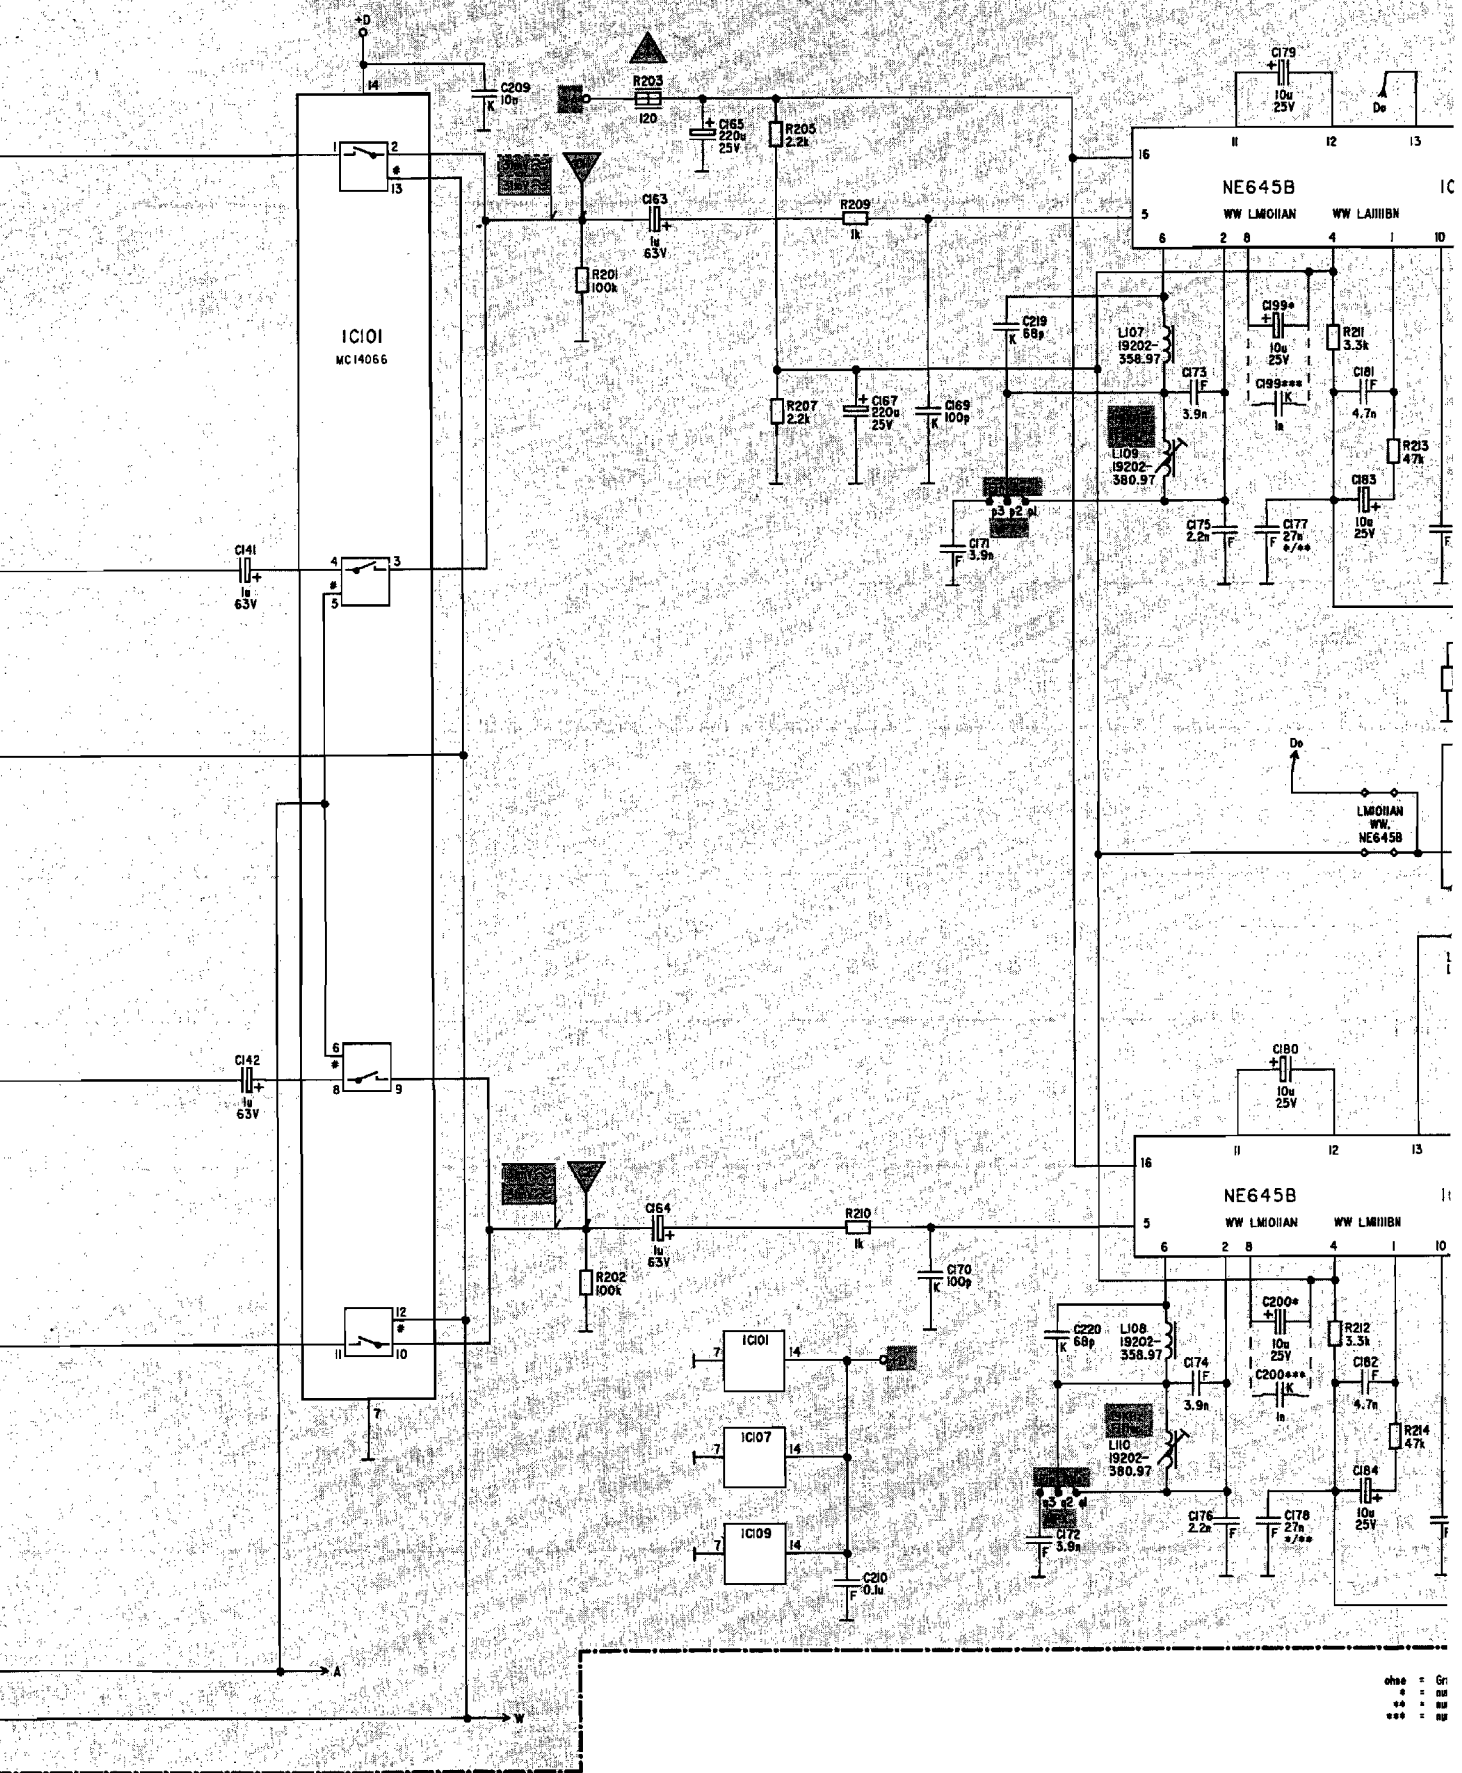 +D
14
C209
K 10n
R203
120
+ C165
220u
25V
R205
2.2k
C179
+
10u
25V
Do
1 2
#
13
11 12 13
16
NE645B
WW LM1011AN WW LA1111BN
5
6 2 8 4 1 10
C163
+
1u
63V
R209
1k
R201
100k
IC101
MC14066
C219
68p
K
L107
19202-
358.97
C173
F
3.9n
C199*
+
10u
25V
C199***
K
1n
R211
3.3k
C181
F
4.7n
R213
47k
R207
2.2k
+ C167
220u
25V
C169
K 100p
L109
19202-
380.97
C183
+
10u
25V
p3 p2 p1
C171
3.9n
F
C175
2.2n
F
C177
27n
F */**
F
C141
+
1u
63V
4 3
#
5
Do
LM1011AN
WW.
NE645B
C142
+
1u
63V
6
#
8 9
C180
+
10u
25V
11 12 13
16
NE645B
WW LM1011AN WW LM1111BN
5
6 2 8 4 1 10
C164
+
1u
63V
R210
1k
R202
100k
C170
K 100p
12
#
11 10
7
IC101
7 14
IC107
7 14
IC109
7 14
C210
F 0.1u
C220
68p
K
L108
19202-
358.97
C174
F
3.9n
C200*
+
10u
25V
C200***
K
1n
R212
3.3k
C182
F
4.7n
R214
47k
L110
19202-
380.97
C184
+
10u
25V
C172
3.9n
F
C176
2.2n
F
C178
27n
F */**
F
A
W
ohne =
* =
** =
*** =